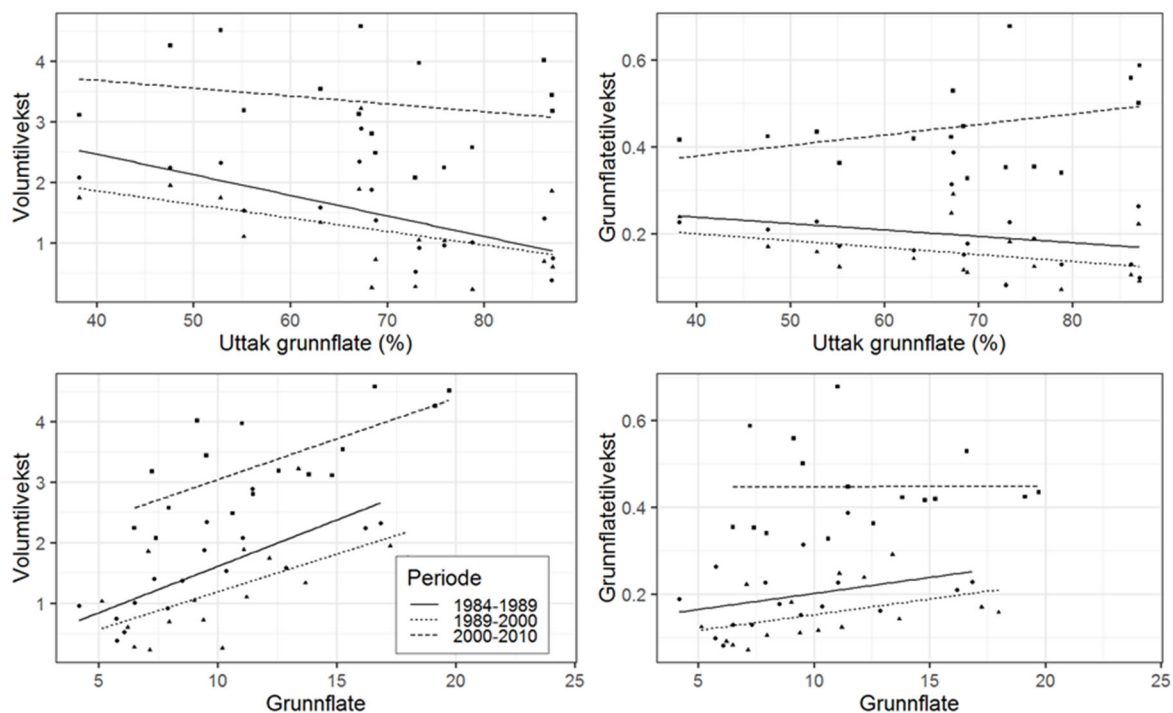 Volumtilvekst
4
3
2
1
40 50 60 70 80
Uttak grunnflate (%)
Grunnflatetilvekst
0.6
0.4
0.2
40 50 60 70 80
Uttak grunnflate (%)
Volumtilvekst
4
3
2
1
5 10 15 20 25
Grunnflate
Periode
1984-1989
1989-2000
2000-2010
Grunnflatetilvekst
0.6
0.4
0.2
5 10 15 20 25
Grunnflate